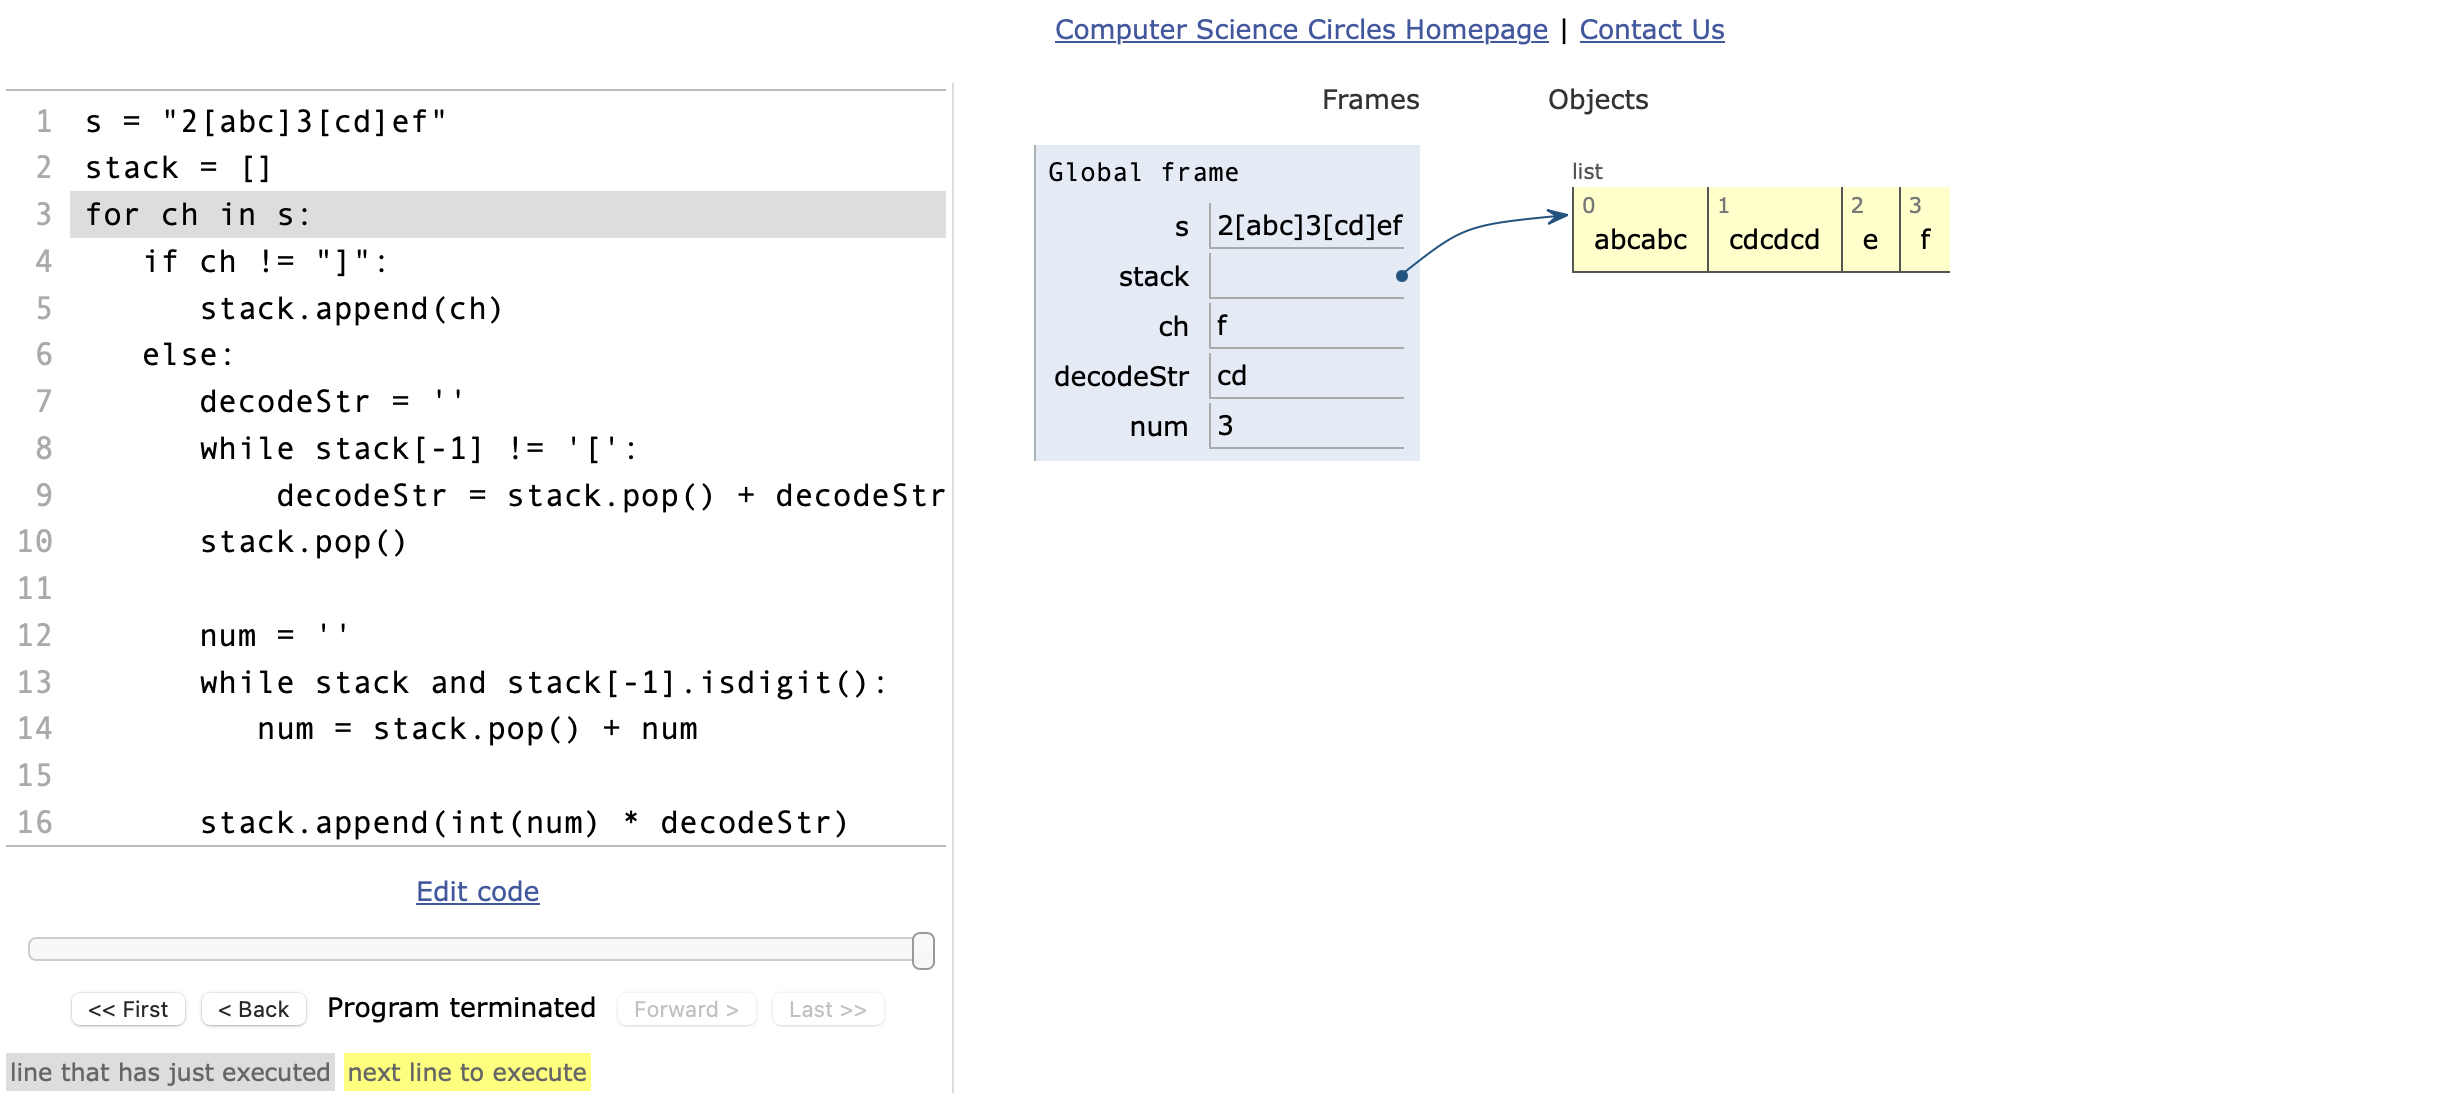 Computer Science Circles Homepage | Contact Us
1 s = "2[abc]3[cd]ef"
2 stack = []
3 for ch in s:
4    if ch != "]":
5       stack.append(ch)
6    else:
7       decodeStr = ''
8       while stack[-1] != '[':
9           decodeStr = stack.pop() + decodeStr
10       stack.pop()
11
12       num = ''
13       while stack and stack[-1].isdigit():
14          num = stack.pop() + num
15
16       stack.append(int(num) * decodeStr)
Edit code
<< First < Back Program terminated Forward > Last >>
line that has just executed next line to execute
Frames Objects
Global frame
s 2[abc]3[cd]ef
stack
ch f
decodeStr cd
num 3
list
0 1 2 3
abcabc cdcdcd e f